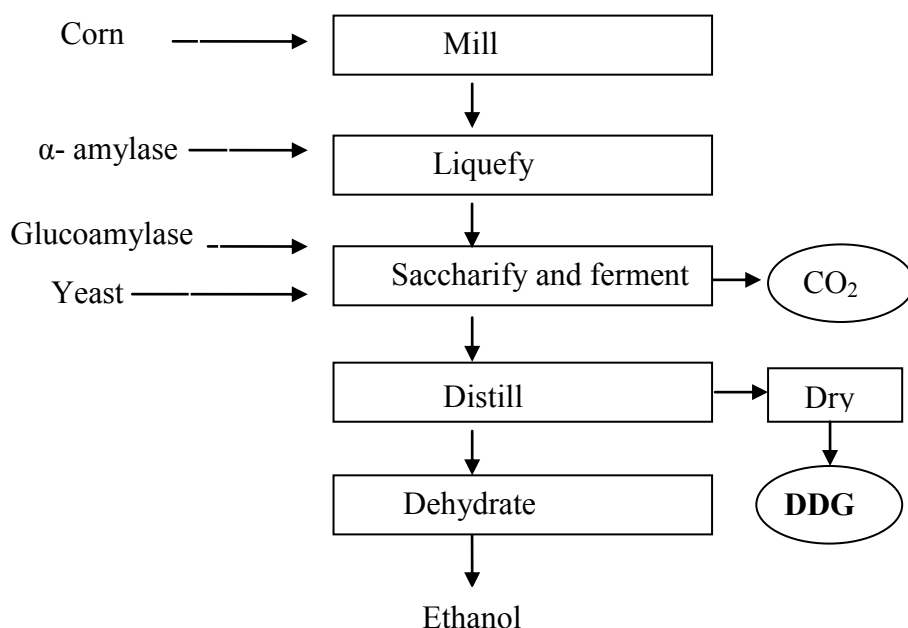 Corn
Mill
α- amylase
Liquefy
Glucoamylase
Saccharify and ferment
CO₂
Yeast
Distill
Dry
Dehydrate
DDG
Ethanol